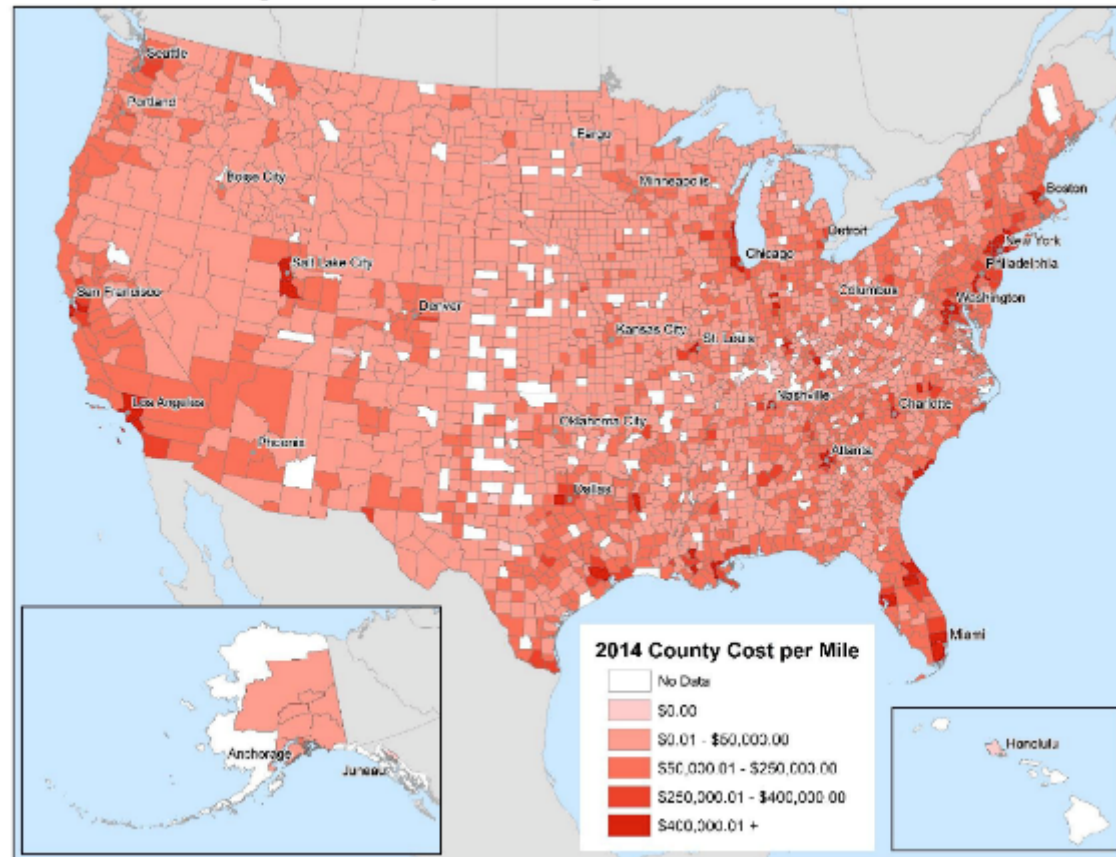 Seattle
Portland
Fargo
Boise City
Minneapolis
Boston
Detroit
New York
Chicago
Philadelphia
Salt Lake City
San Francisco
Denver
Columbus
Washington
Kansas City
St. Louis
Los Angeles
Nashville
Charlotte
Oklahoma City
Phoenix
Atlanta
Dallas
Miami
2014 County Cost per Mile
No Data
$0.00
$0.01 - $50,000.00
$50,000.01 - $250,000.00
$250,000.01 - $400,000.00
$400,000.01 +
Anchorage
Juneau
Honolulu